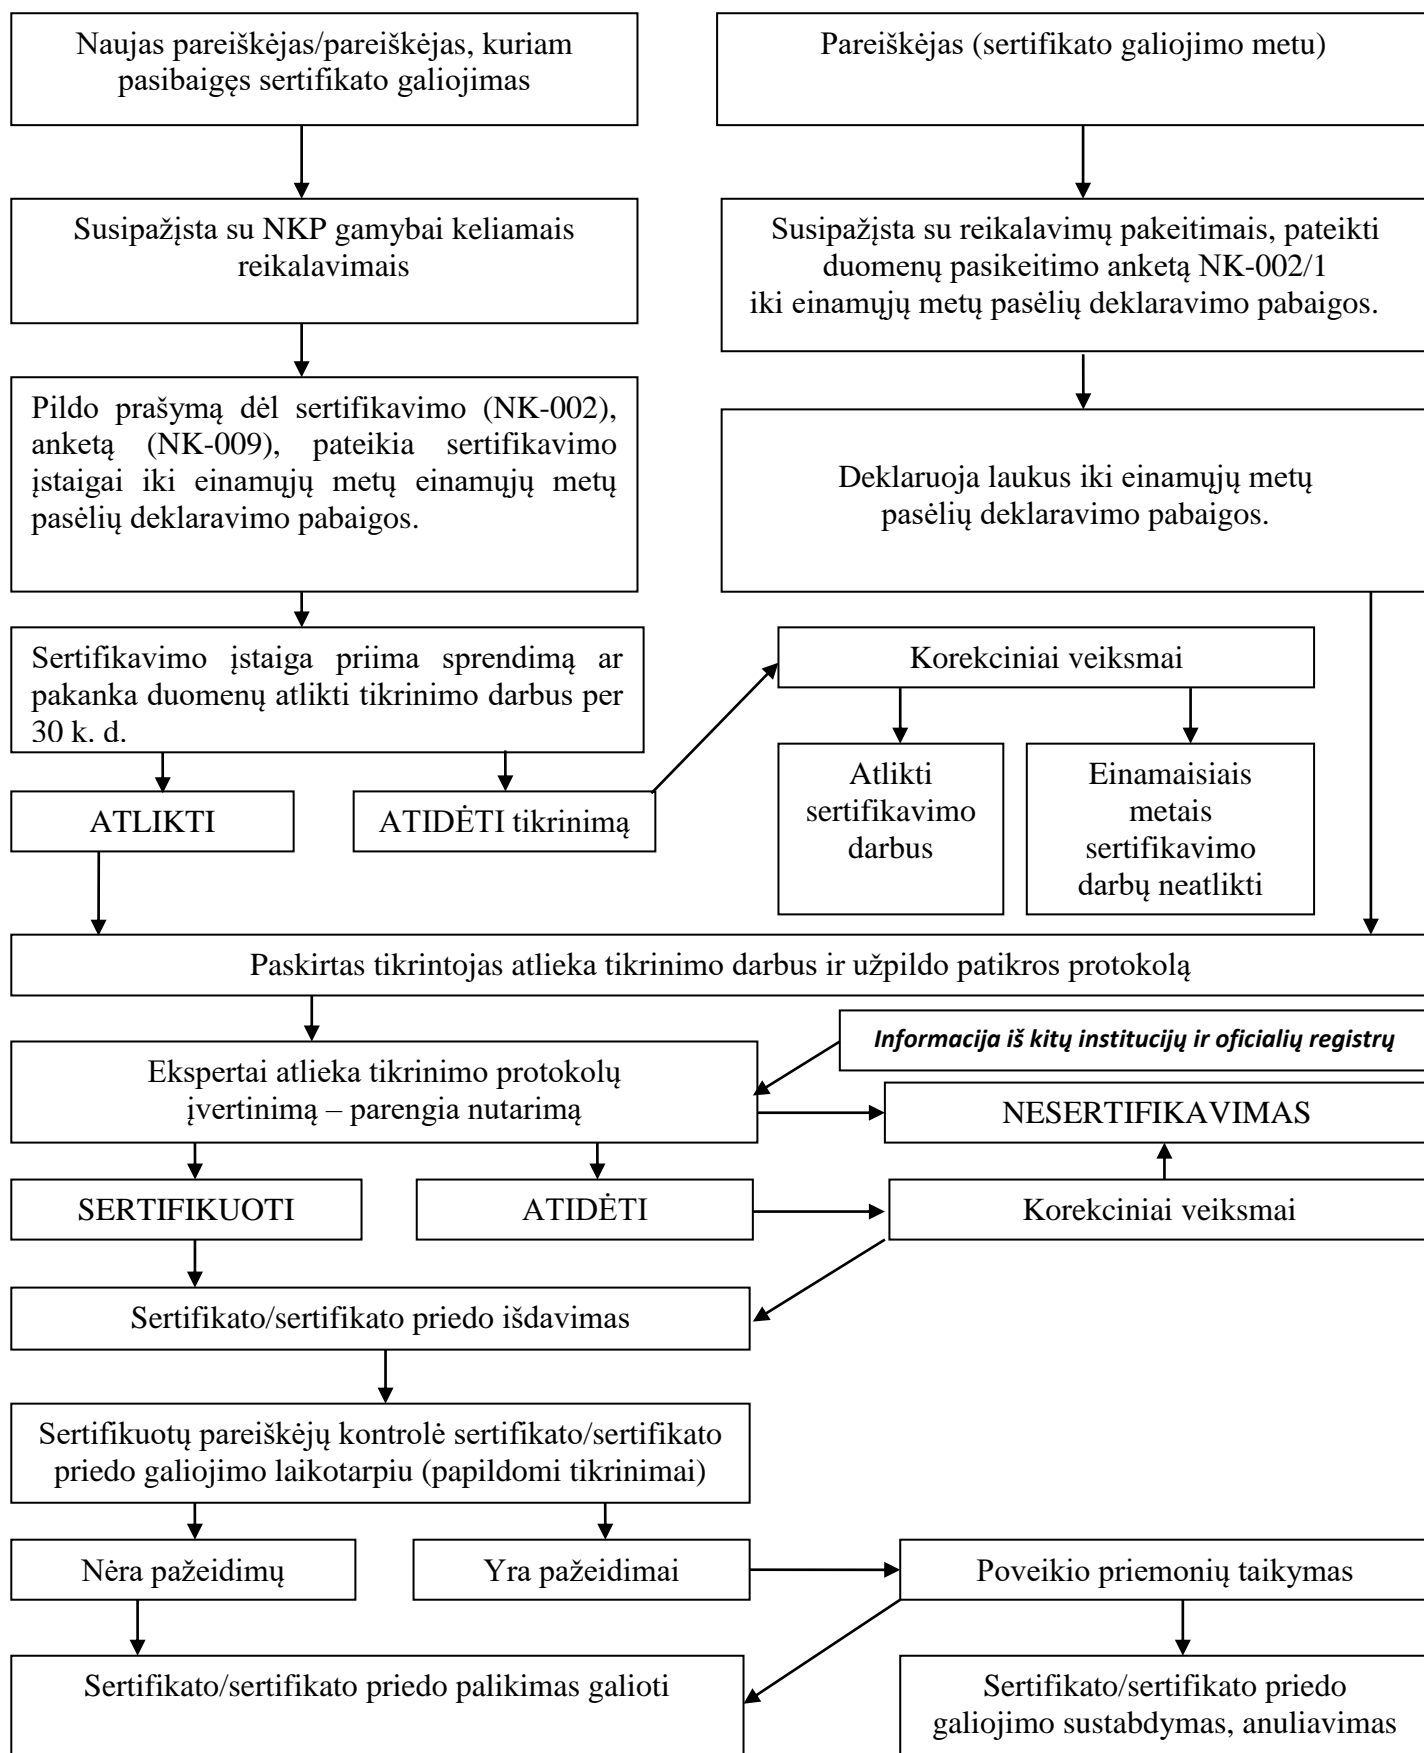 Naujas pareiškėjas/pareiškėjas, kuriam
pasibaigęs sertifikato galiojimas
Pareiškėjas (sertifikato galiojimo metu)
Susipažįsta su NKP gamybai keliamais
reikalavimais
Susipažįsta su reikalavimų pakeitimais, pateikti
duomenų pasikeitimo anketą NK-002/1
iki einamųjų metų pasėlių deklaravimo pabaigos.
Pildo prašymą dėl sertifikavimo (NK-002),
anketą (NK-009), pateikia sertifikavimo
įstaigai iki einamųjų metų einamųjų metų
pasėlių deklaravimo pabaigos.
Deklaruoja laukus iki einamųjų metų
pasėlių deklaravimo pabaigos.
Sertifikavimo įstaiga priima sprendimą ar
pakanka duomenų atlikti tikrinimo darbus per
30 k. d.
Korekciniai veiksmai
ATLIKTI
ATIDĖTI tikrinimą
Atlikti
sertifikavimo
darbus
Einamaisiais
metais
sertifikavimo
darbų neatlikti
Paskirtas tikrintojas atlieka tikrinimo darbus ir užpildo patikros protokolą
Informacija iš kitų institucijų ir oficialių registrų
Ekspertai atlieka tikrinimo protokolų
įvertinimą – parengia nutarimą
NESERTIFIKAVIMAS
SERTIFIKUOTI
ATIDĖTI
Korekciniai veiksmai
Sertifikato/sertifikato priedo išdavimas
Sertifikuotų pareiškėjų kontrolė sertifikato/sertifikato
priedo galiojimo laikotarpiu (papildomi tikrinimai)
Nėra pažeidimų
Yra pažeidimai
Poveikio priemonių taikymas
Sertifikato/sertifikato priedo palikimas galioti
Sertifikato/sertifikato priedo
galiojimo sustabdymas, anuliavimas